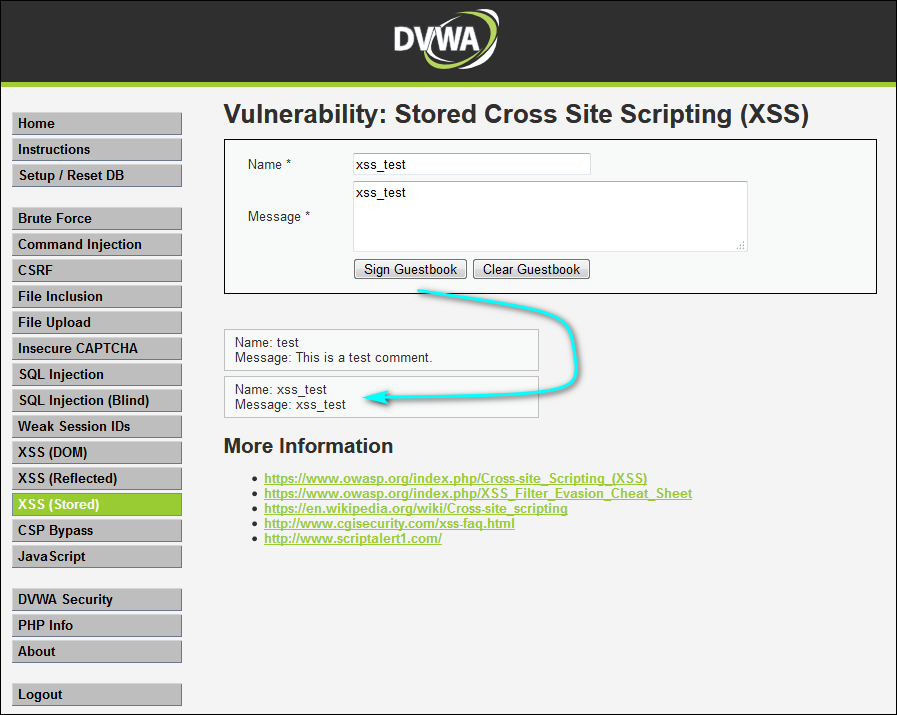 DVWA
Vulnerability: Stored Cross Site Scripting (XSS)
Home
Instructions
Setup / Reset DB
Brute Force
Command Injection
CSRF
File Inclusion
File Upload
Insecure CAPTCHA
SQL Injection
SQL Injection (Blind)
Weak Session IDs
XSS (DOM)
XSS (Reflected)
XSS (Stored)
CSP Bypass
JavaScript
DVWA Security
PHP Info
About
Logout
Name * xss_test
Message * xss_test
Sign Guestbook Clear Guestbook
Name: test
Message: This is a test comment.
Name: xss_test
Message: xss_test
More Information
https://www.owasp.org/index.php/Cross-site_Scripting_(XSS)
https://www.owasp.org/index.php/XSS_Filter_Evasion_Cheat_Sheet
https://en.wikipedia.org/wiki/Cross-site_scripting
http://www.cgisecurity.com/xss-faq.html
http://www.scriptalert1.com/